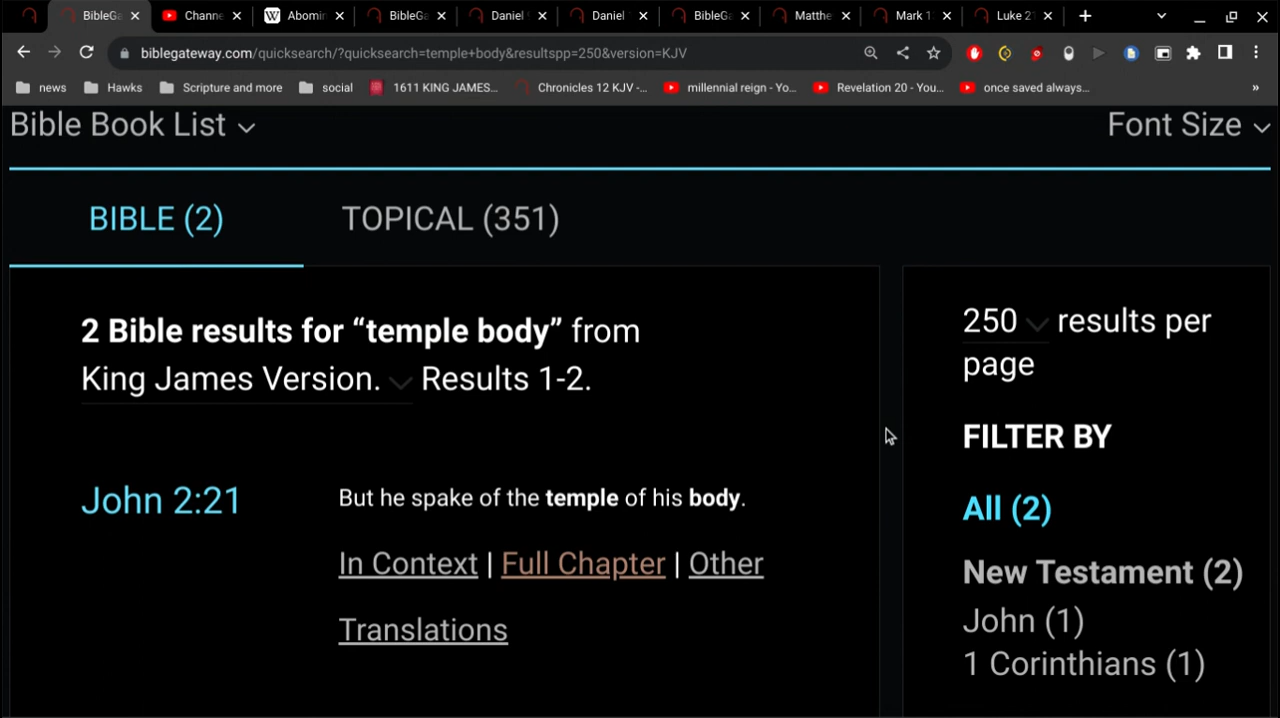 BibleGa
Channe
Abomin
BibleGa
Daniel
Daniel
BibleGa
Matthe
Mark 1
Luke 2
biblegateway.com/quicksearch/?quicksearch=temple+body&resultspp=250&version=KJV
news
Hawks
Scripture and more
social
1611 KING JAMES...
Chronicles 12 KJV -...
millennial reign - Yo...
Revelation 20 - You...
once saved always...
»
Bible Book List
Font Size
BIBLE (2)
TOPICAL (351)
2 Bible results for “temple body” from
King James Version. Results 1-2.
John 2:21
But he spake of the temple of his body.
In Context | Full Chapter | Other
Translations
250 results per
page
FILTER BY
All (2)
New Testament (2)
John (1)
1 Corinthians (1)